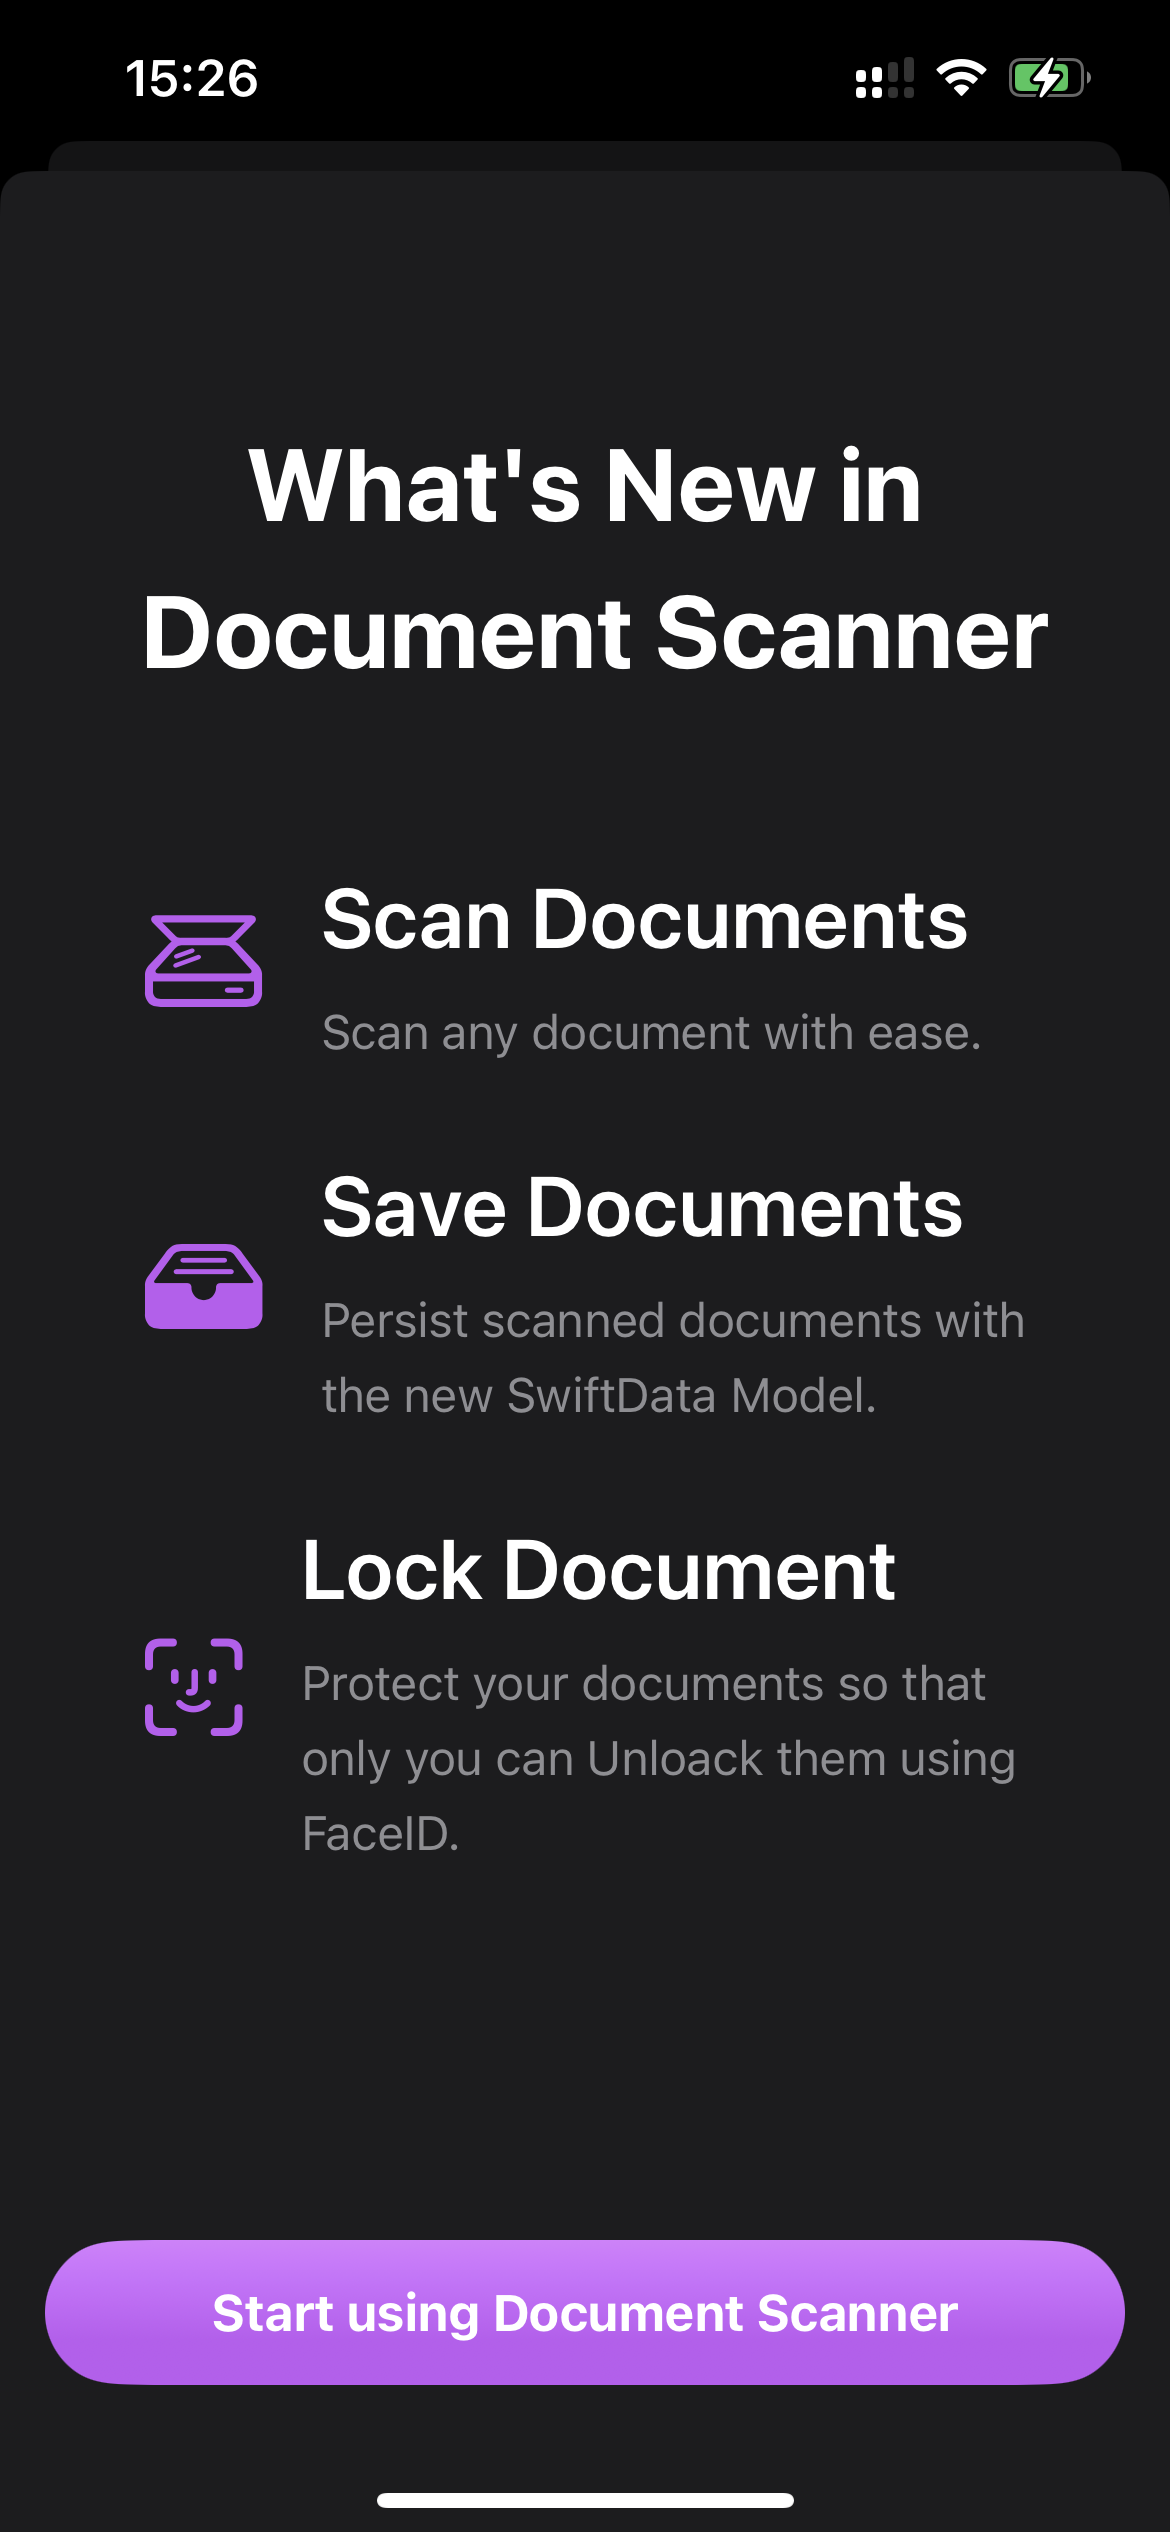 15:26
What's New in
Document Scanner
Scan Documents
Scan any document with ease.
Save Documents
Persist scanned documents with
the new SwiftData Model.
Lock Document
Protect your documents so that
only you can Unloack them using
FaceID.
Start using Document Scanner